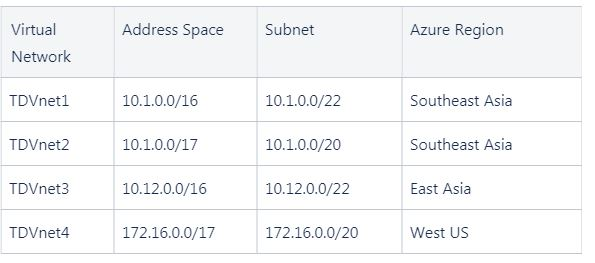 Virtual Network Address Space Subnet Azure Region
TDVnet1 10.1.0.0/16 10.1.0.0/22 Southeast Asia
TDVnet2 10.1.0.0/17 10.1.0.0/20 Southeast Asia
TDVnet3 10.12.0.0/16 10.12.0.0/22 East Asia
TDVnet4 172.16.0.0/17 172.16.0.0/20 West US